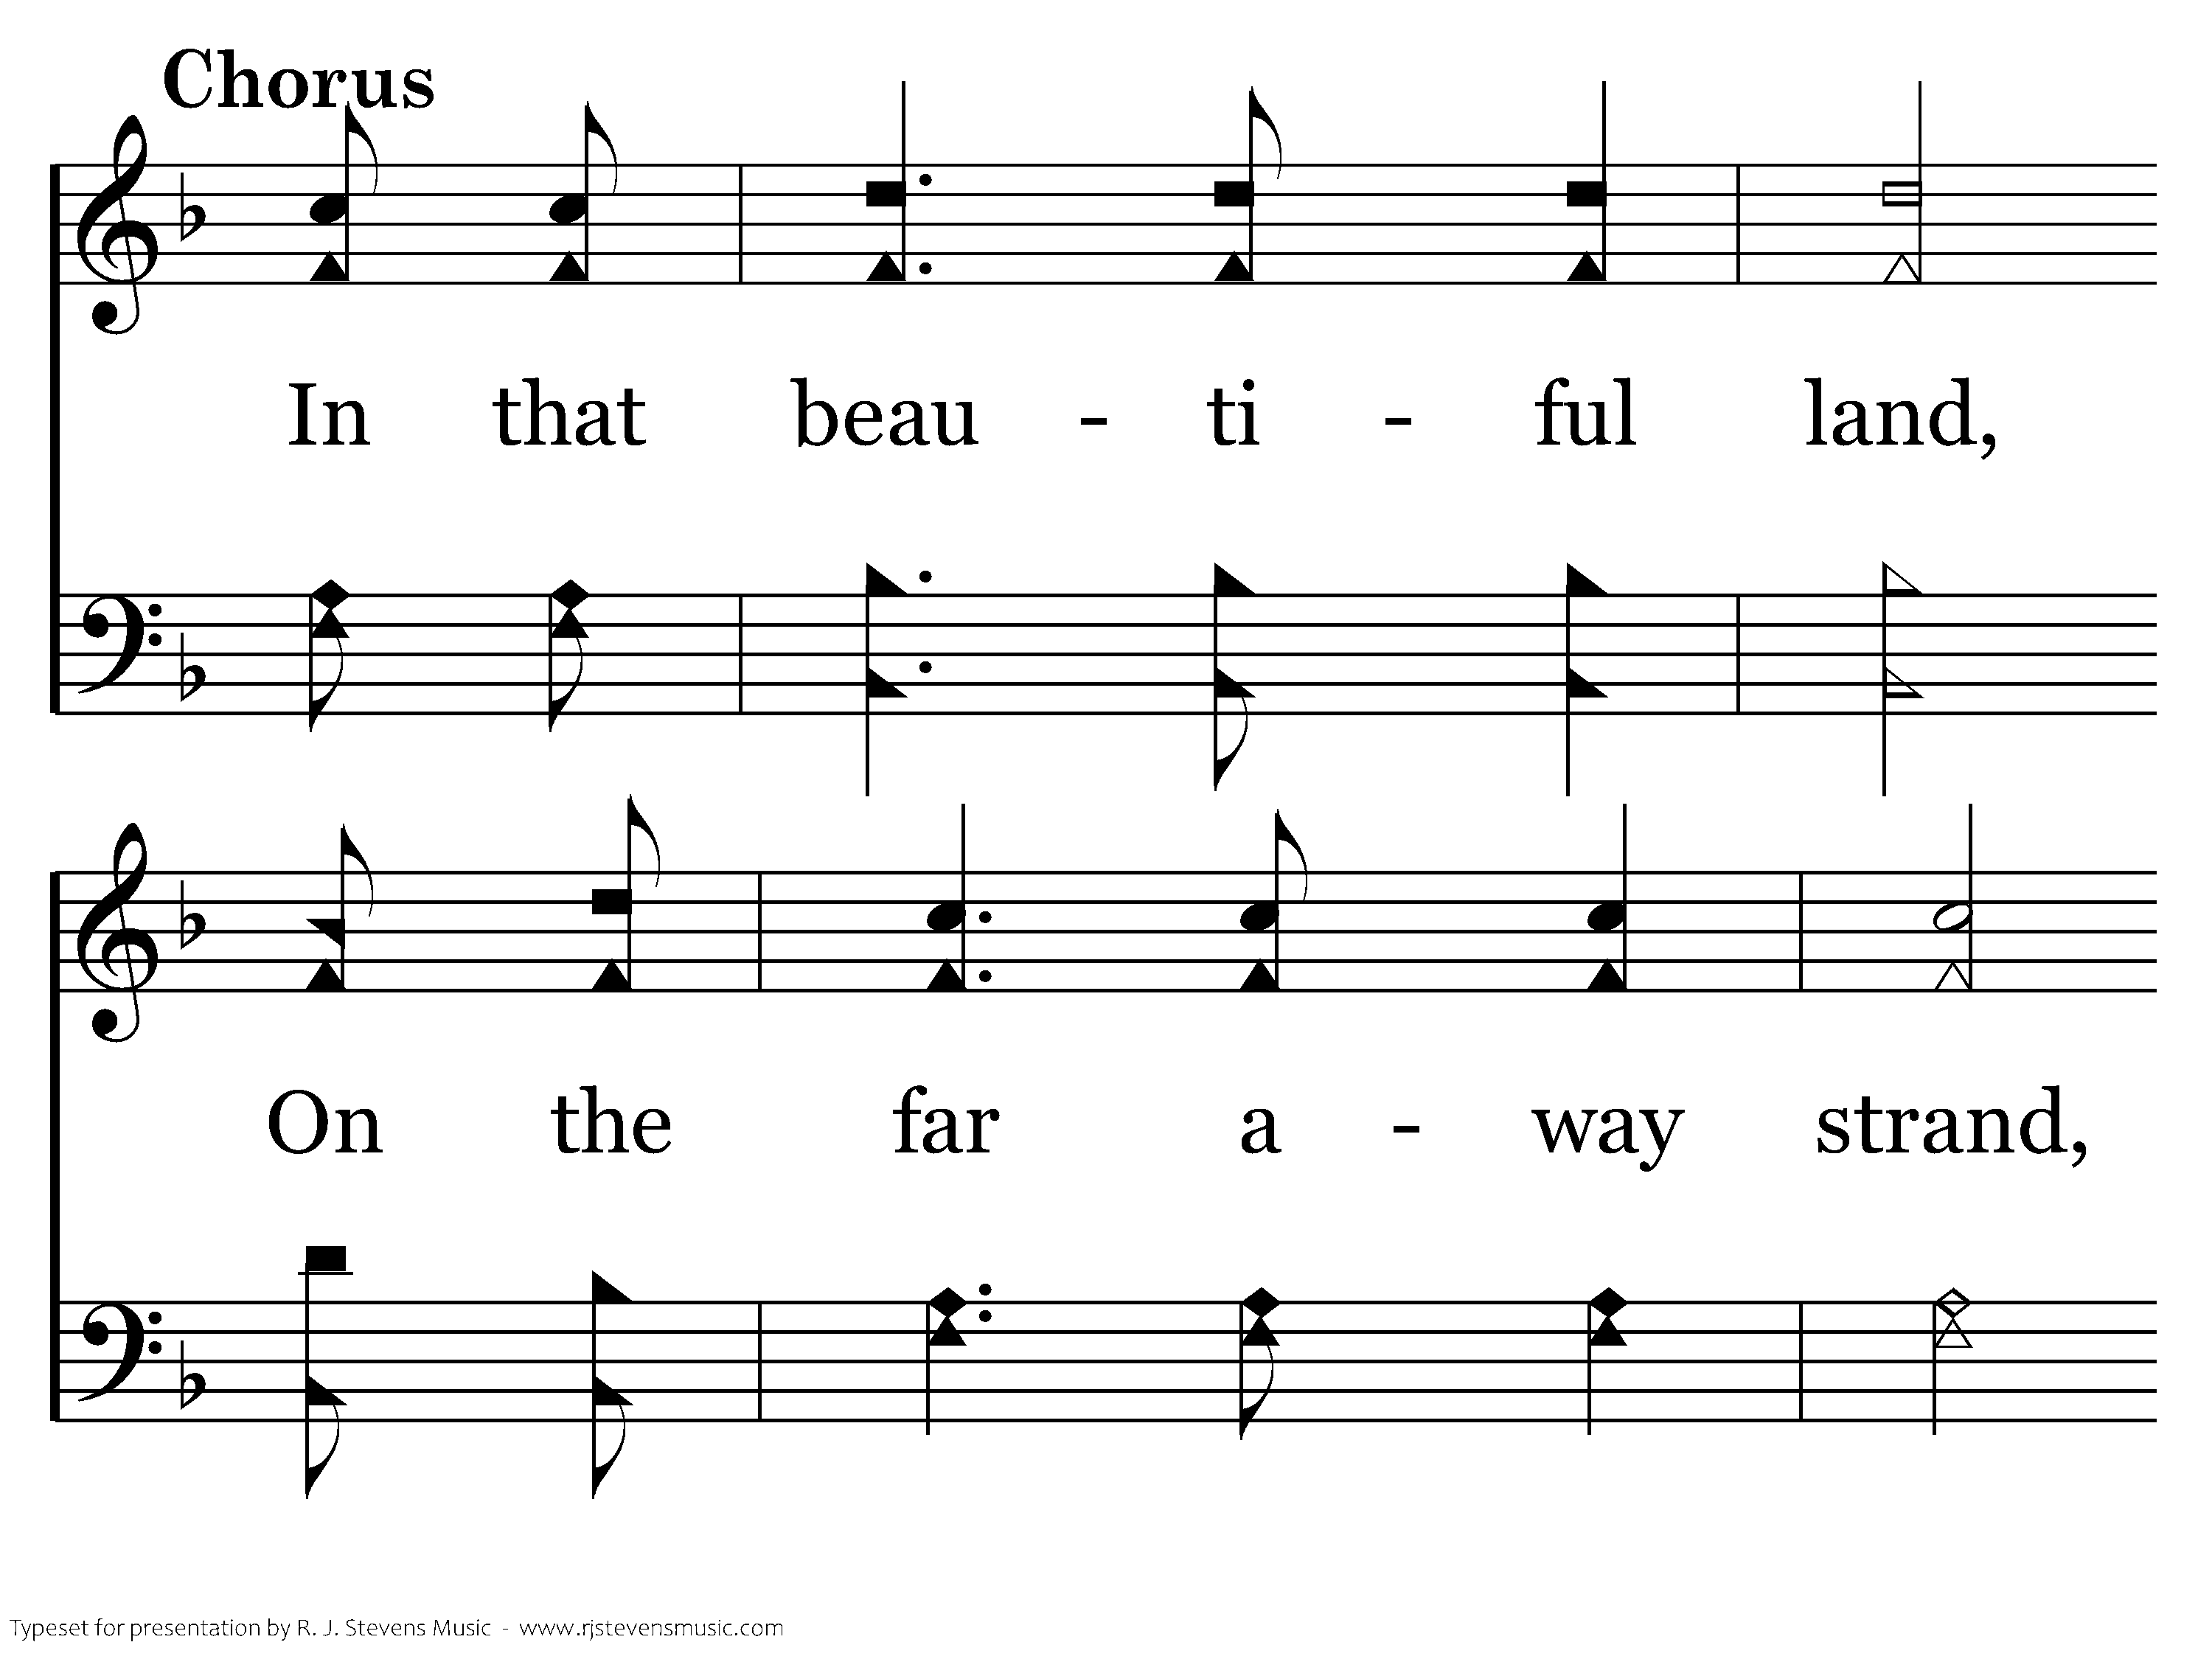 Chorus
In that beau - ti - ful land,
On the far a - way strand,
Typeset for presentation by R. J. Stevens Music - www.rjstevensmusic.com